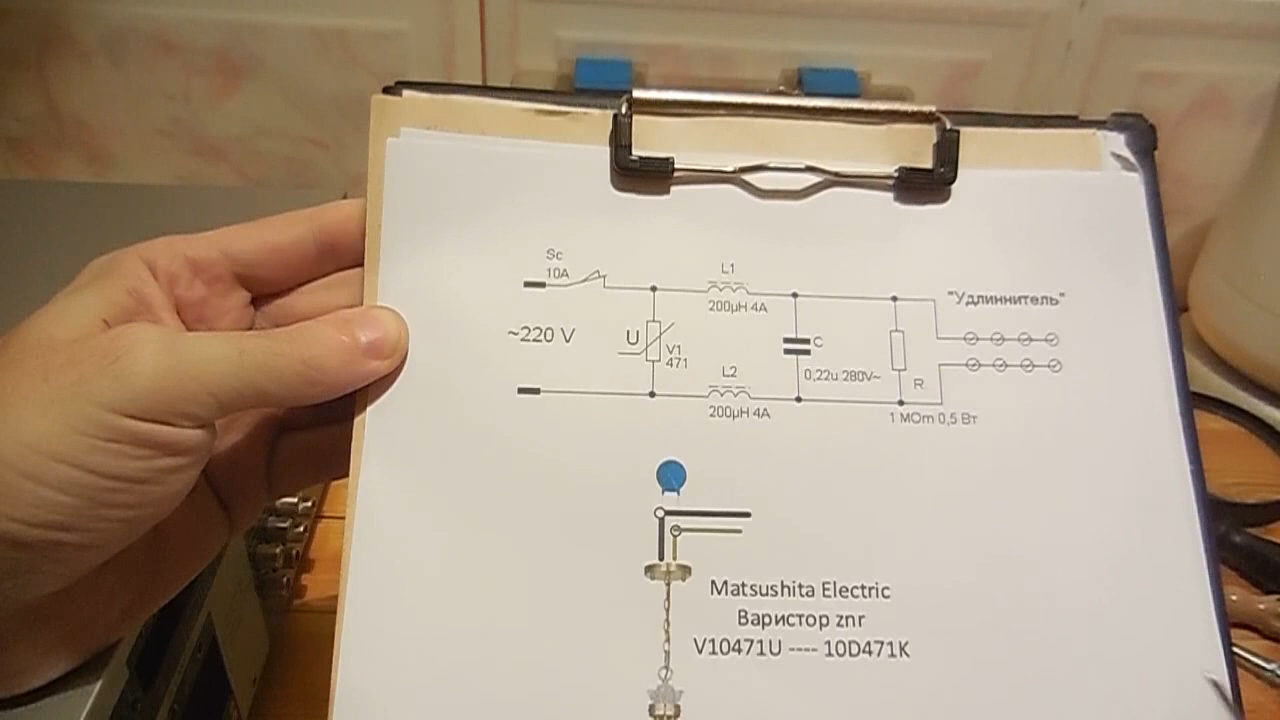 Sc
10A
L1
200µH 4A
"Удлиннитель"
~220 V
U
V1
471
C
0,22u 280V~
L2
200µH 4A
R
1 MOm 0,5 Вт
Matsushita Electric
Варистор znr
V10471U ---- 10D471K